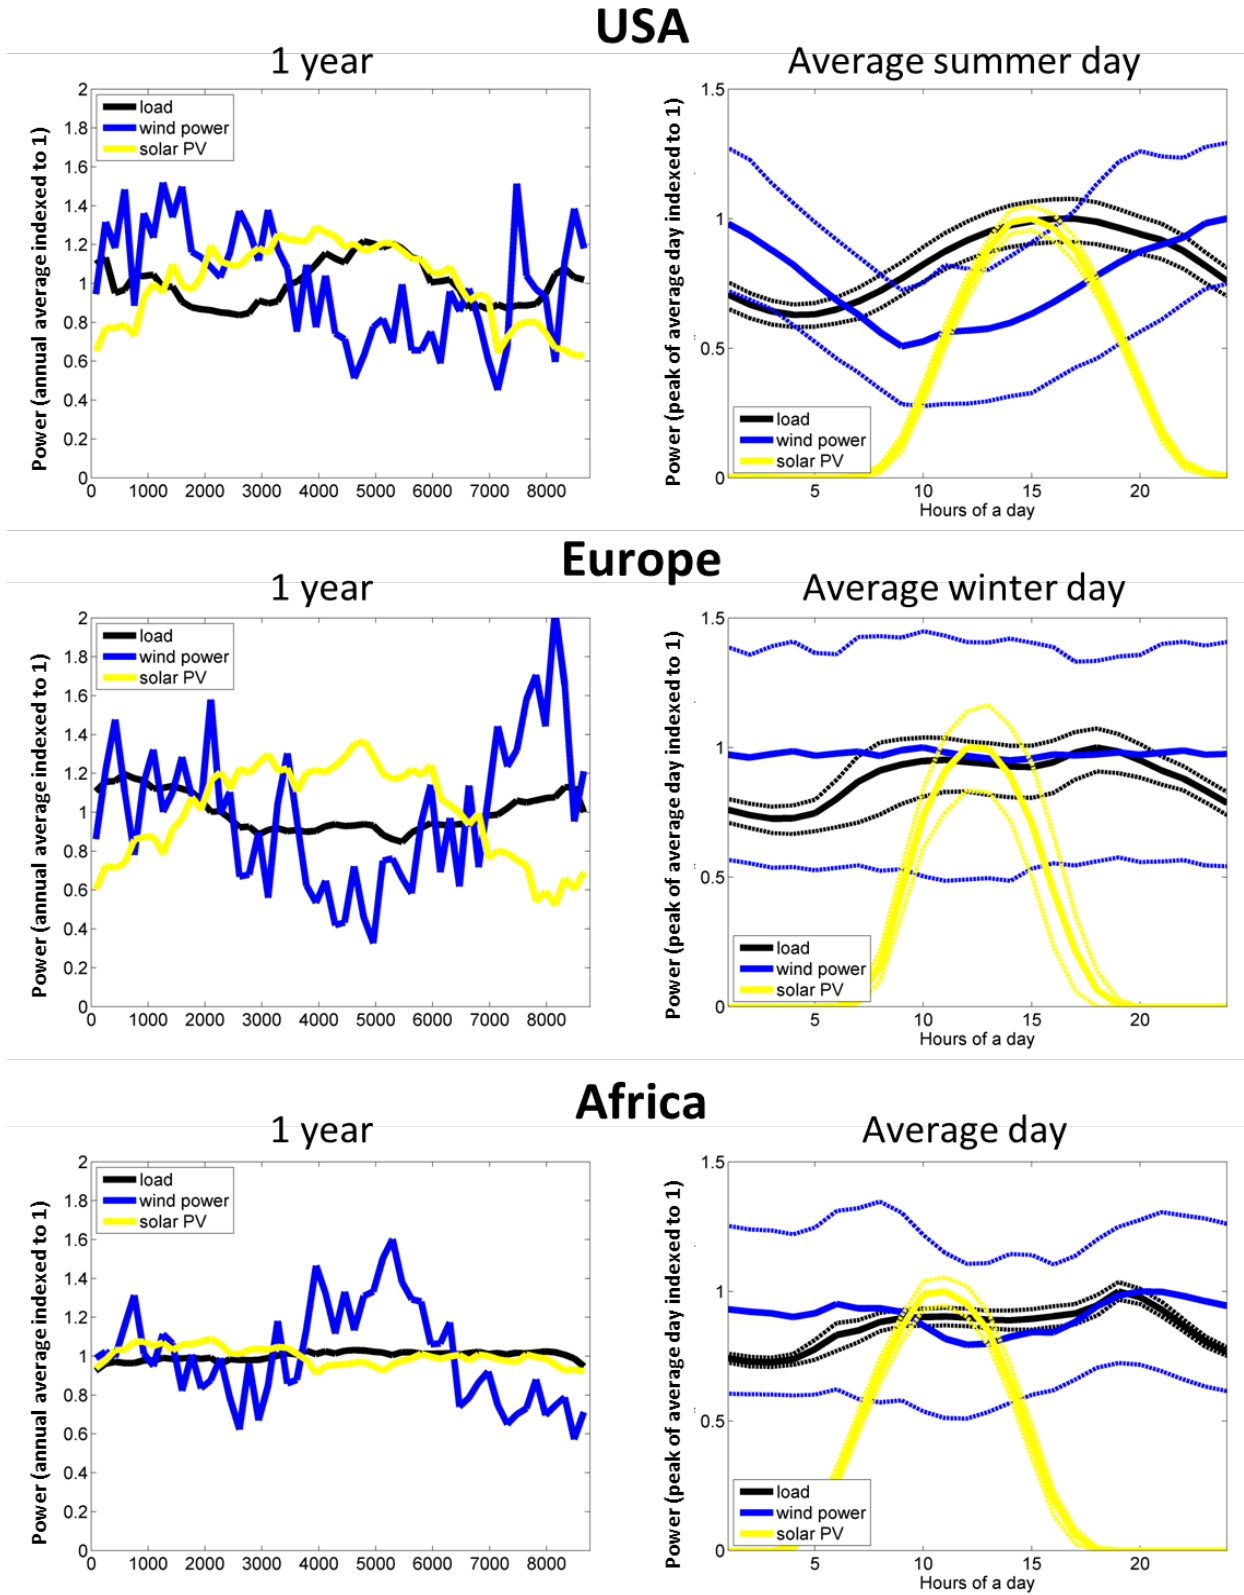 USA
1 year
Average summer day
Power (annual average indexed to 1)
2
1.8
1.6
1.4
1.2
1
0.8
0.6
0.4
0.2
0
load
wind power
solar PV
0 1000 2000 3000 4000 5000 6000 7000 8000
Power (peak of average day indexed to 1)
1.5
1
0.5
0
load
wind power
solar PV
5 10 15 20
Hours of a day
Europe
1 year
Average winter day
Power (annual average indexed to 1)
2
1.8
1.6
1.4
1.2
1
0.8
0.6
0.4
0.2
0
load
wind power
solar PV
0 1000 2000 3000 4000 5000 6000 7000 8000
Power (peak of average day indexed to 1)
1.5
1
0.5
0
load
wind power
solar PV
5 10 15 20
Hours of a day
Africa
1 year
Average day
Power (annual average indexed to 1)
2
1.8
1.6
1.4
1.2
1
0.8
0.6
0.4
0.2
0
load
wind power
solar PV
0 1000 2000 3000 4000 5000 6000 7000 8000
Power (peak of average day indexed to 1)
1.5
1
0.5
0
load
wind power
solar PV
5 10 15 20
Hours of a day